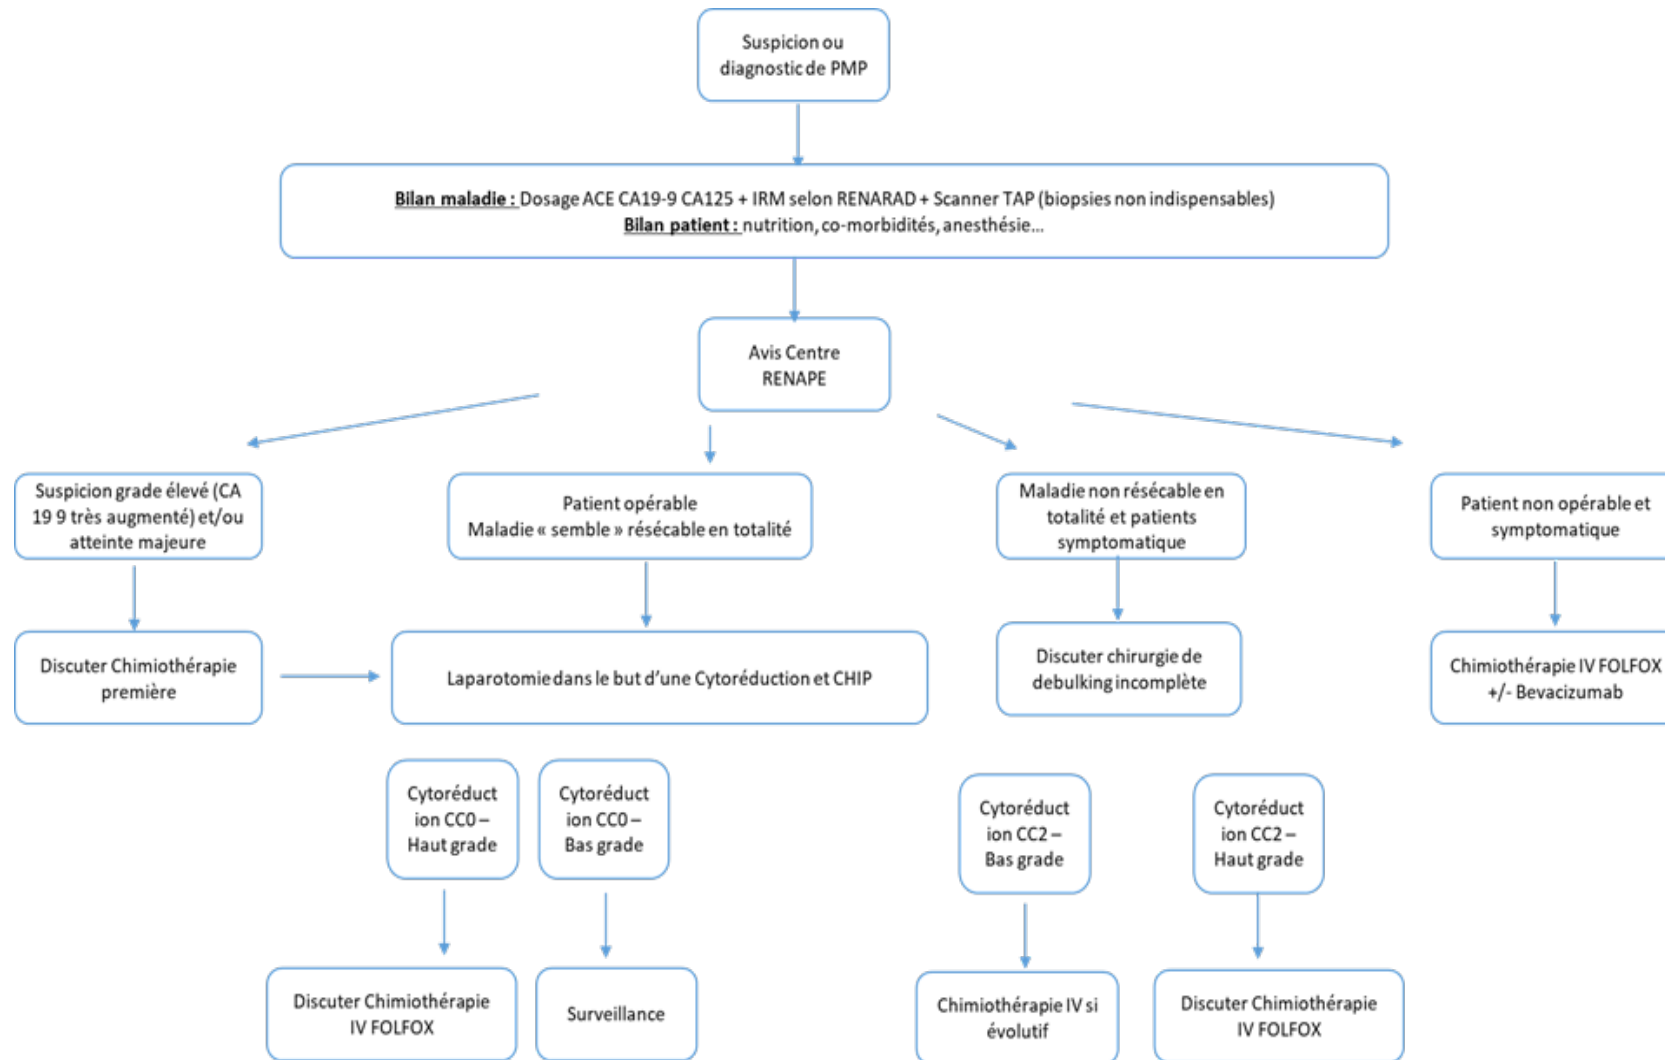 Suspicion ou
diagnostic de PMP
Bilan maladie : Dosage ACE CA19-9 CA125 + IRM selon RENARAD + Scanner TAP (biopsies non indispensables)
Bilan patient : nutrition, co-morbidités, anesthésie...
Avis Centre
RENAPE
Suspicion grade élevé (CA
19 9 très augmenté) et/ou
atteinte majeure
Patient opérable
Maladie « semble » résécable en totalité
Maladie non résécable en
totalité et patients
symptomatique
Patient non opérable et
symptomatique
Discuter Chimiothérapie
première
Laparotomie dans le but d'une Cytoréduction et CHIP
Discuter chirurgie de
debulking incomplète
Chimiothérapie IV FOLFOX
+/- Bevacizumab
Cytoréduct
ion CC0 –
Haut grade
Cytoréduct
ion CC0 –
Bas grade
Cytoréduct
ion CC2 –
Bas grade
Cytoréduct
ion CC2 –
Haut grade
Discuter Chimiothérapie
IV FOLFOX
Surveillance
Chimiothérapie IV si
évolutif
Discuter Chimiothérapie
IV FOLFOX